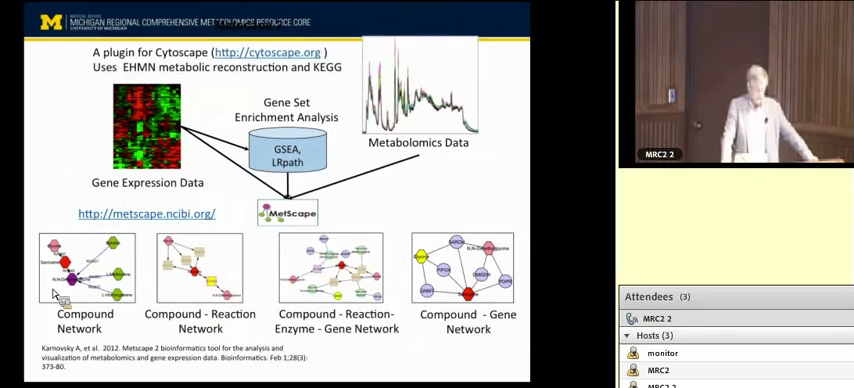 MICHIGAN REGIONAL COMPREHENSIVE METABOLOMICS RESOURCE CORE
A plugin for Cytoscape (http://cytoscape.org )
Uses EHMN metabolic reconstruction and KEGG
Gene Set
Enrichment Analysis
GSEA,
LRpath
Metabolomics Data
Gene Expression Data
http://metscape.ncibi.org/
MetScape
Compound
Network
Compound - Reaction
Network
Compound - Reaction-
Enzyme - Gene Network
Compound - Gene
Network
Karnovsky A, et al. 2012. Metscape 2 bioinformatics tool for the analysis and
visualization of metabolomics and gene expression data. Bioinformatics. Feb 1;28(3):
373-80.
MRC2 2
Attendees (3)
MRC2 2
Hosts (3)
monitor
MRC2
MRC2 2